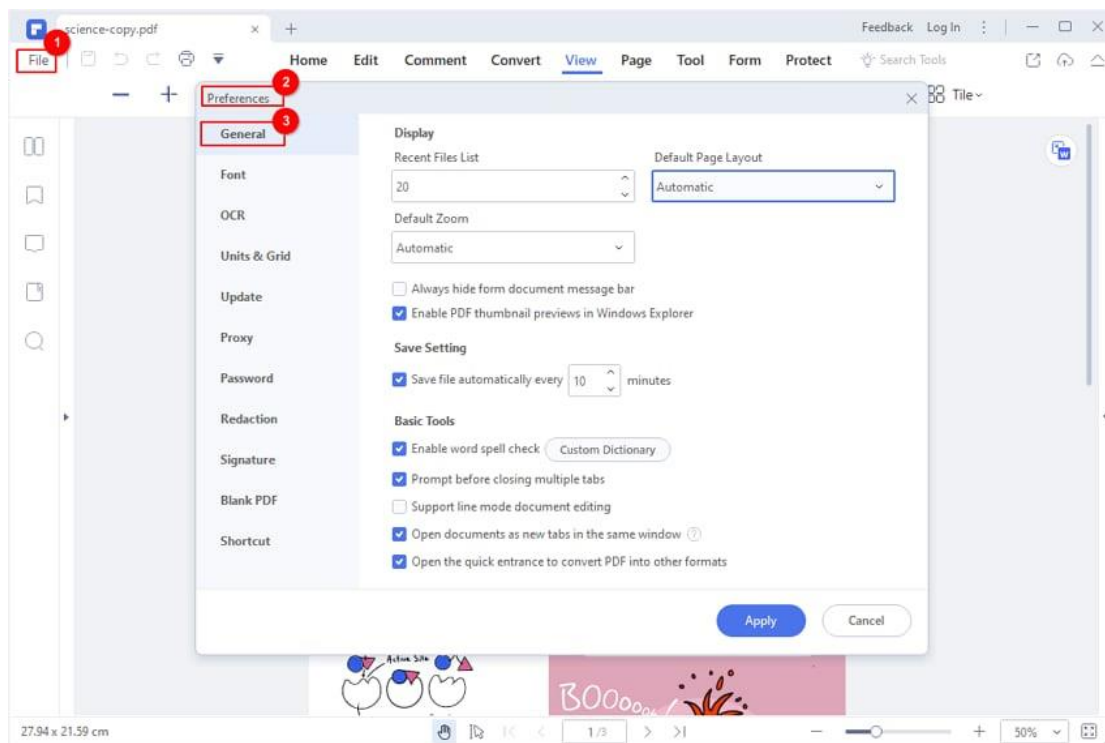 science-copy.pdf
Feedback Log In
1
File
Home Edit Comment Convert View Page Tool Form Protect Search Tools
2
Preferences
Tile
3
General
Font
OCR
Units & Grid
Update
Proxy
Password
Redaction
Signature
Blank PDF
Shortcut
Display
Recent Files List Default Page Layout
20 Automatic
Default Zoom
Automatic
Always hide form document message bar
Enable PDF thumbnail previews in Windows Explorer
Save Setting
Save file automatically every 10 minutes
Basic Tools
Enable word spell check Custom Dictionary
Prompt before closing multiple tabs
Support line mode document editing
Open documents as new tabs in the same window ?
Open the quick entrance to convert PDF into other formats
Apply Cancel
Active Site
BOOoooo
27.94 x 21.59 cm 1/3 50%